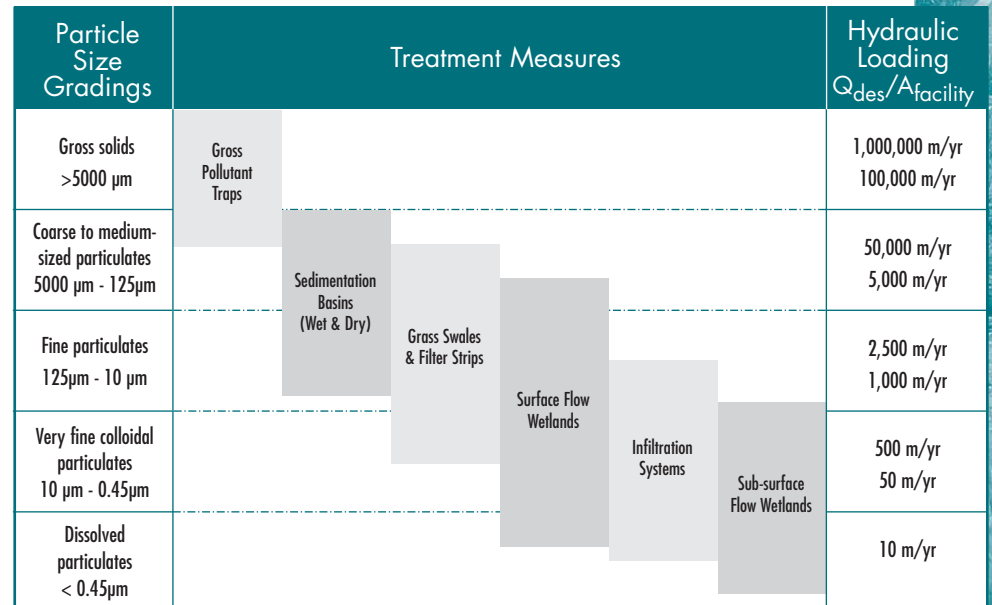 Particle
Size
Gradings
Treatment Measures
Hydraulic
Loading
Qdes/Afacility
Gross solids
>5000 µm
Gross
Pollutant
Traps
1,000,000 m/yr
100,000 m/yr
Coarse to medium-
sized particulates
5000 µm - 125µm
Sedimentation
Basins
(Wet & Dry)
50,000 m/yr
5,000 m/yr
Fine particulates
125µm - 10 µm
Grass Swales
& Filter Strips
Surface Flow
Wetlands
2,500 m/yr
1,000 m/yr
Very fine colloidal
particulates
10 µm - 0.45µm
Infiltration
Systems
Sub-surface
Flow Wetlands
500 m/yr
50 m/yr
Dissolved
particulates
< 0.45µm
10 m/yr